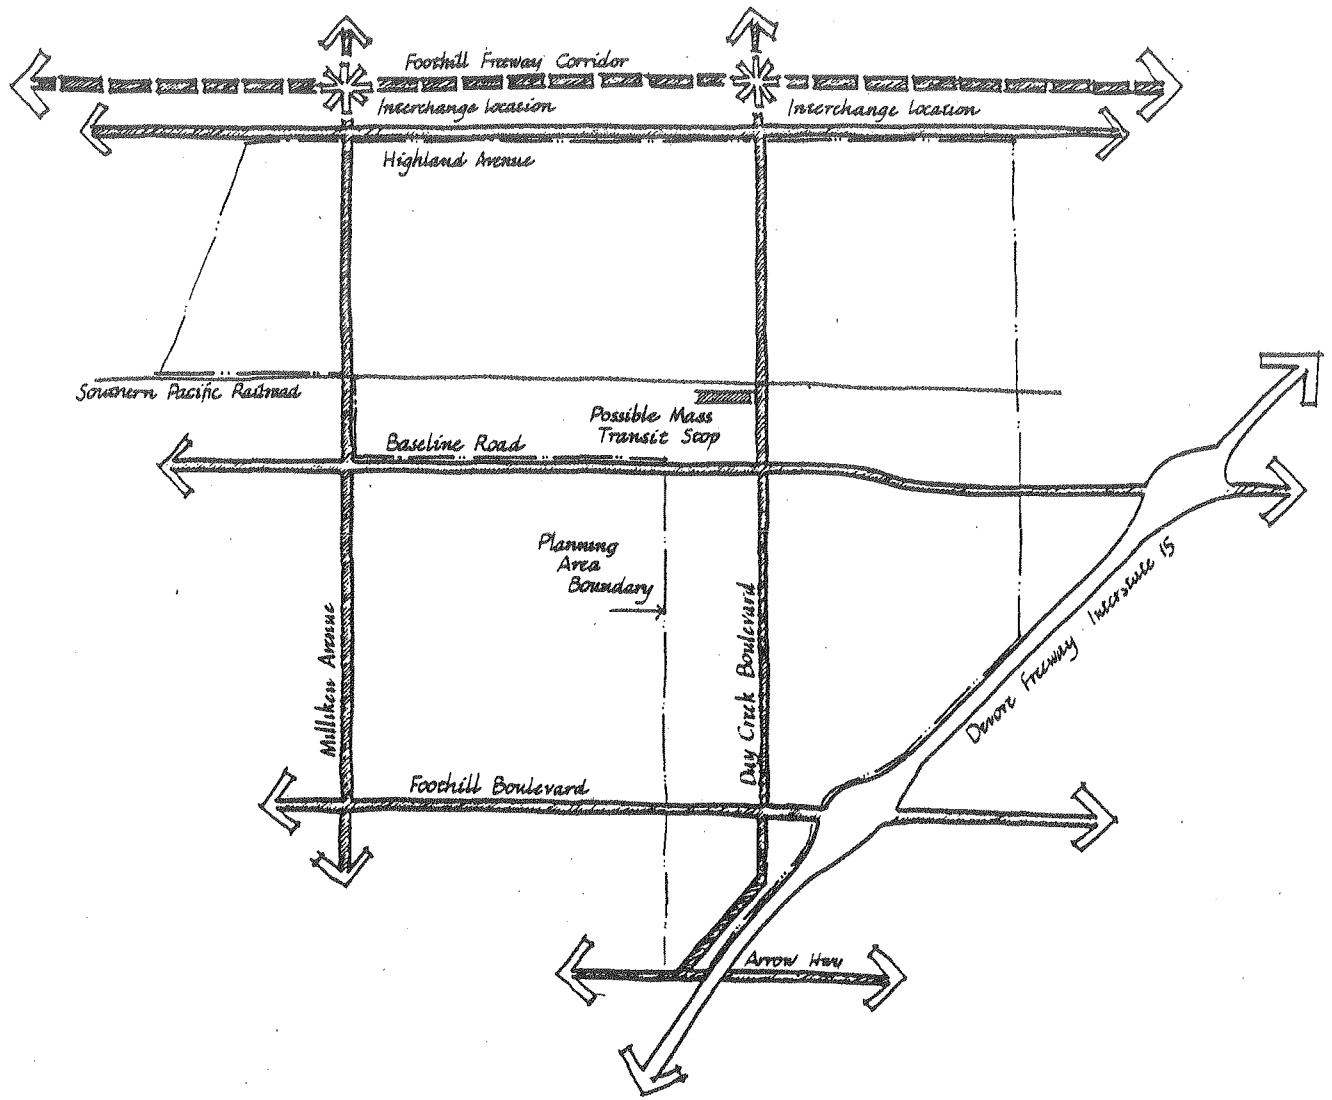 Foothill Freeway Corridor
Interchange Location
Interchange Location
Highland Avenue
Southern Pacific Railroad
Possible Mass
Transit Stop
Baseline Road
Planning
Area
Boundary
Milliken Avenue
Day Creek Boulevard
Devore Freeway Interstate 15
Foothill Boulevard
Arrow Hwy